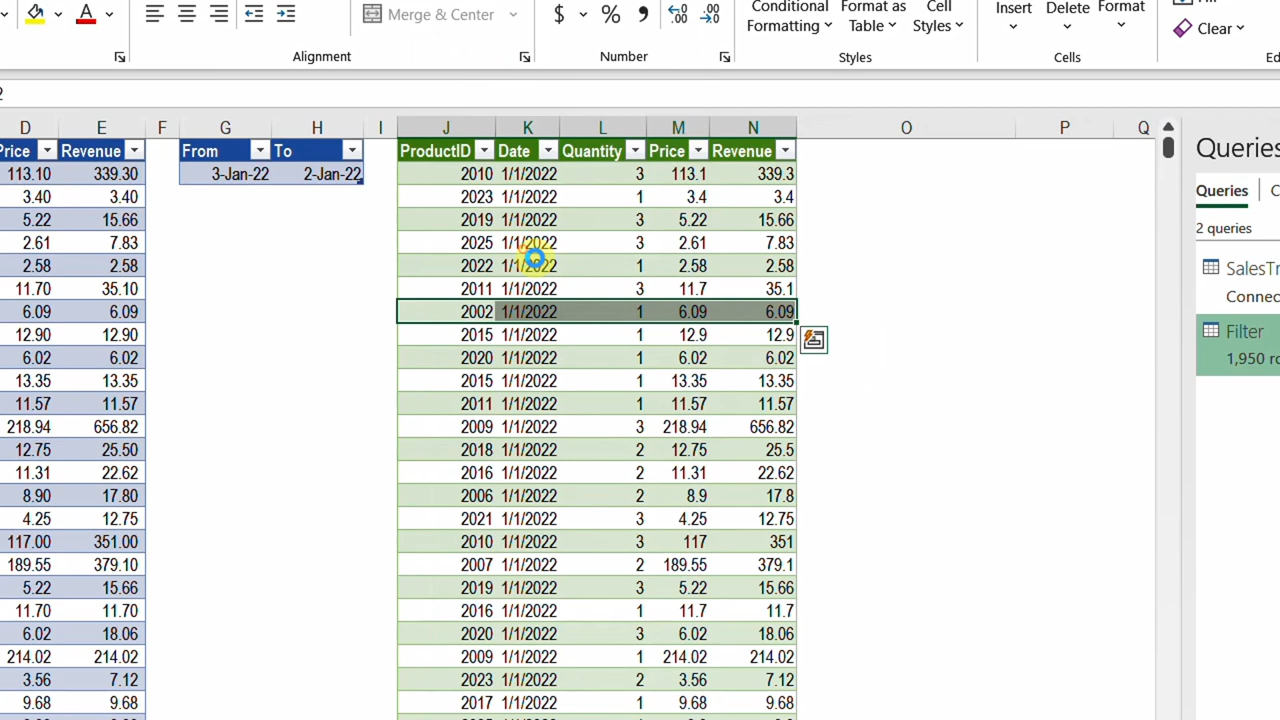 Merge & Center
$ % 9
Conditional Formatting
Format as Table
Cell Styles
Insert
Delete
Format
Clear
Alignment
Number
Styles
Cells
Ed
2
D E F G H I J K L M N O P Q
Price Revenue From To ProductID Date Quantity Price Revenue
113.10 339.30 3-Jan-22 2-Jan-22 2010 1/1/2022 3 113.1 339.3
3.40 3.40 2023 1/1/2022 1 3.4 3.4
5.22 15.66 2019 1/1/2022 3 5.22 15.66
2.61 7.83 2025 1/1/2022 3 2.61 7.83
2.58 2.58 2022 1/1/2022 1 2.58 2.58
11.70 35.10 2011 1/1/2022 3 11.7 35.1
6.09 6.09 2002 1/1/2022 1 6.09 6.09
12.90 12.90 2015 1/1/2022 1 12.9 12.9
6.02 6.02 2020 1/1/2022 1 6.02 6.02
13.35 13.35 2015 1/1/2022 1 13.35 13.35
11.57 11.57 2011 1/1/2022 1 11.57 11.57
218.94 656.82 2009 1/1/2022 3 218.94 656.82
12.75 25.50 2018 1/1/2022 2 12.75 25.5
11.31 22.62 2016 1/1/2022 2 11.31 22.62
8.90 17.80 2006 1/1/2022 2 8.9 17.8
4.25 12.75 2021 1/1/2022 3 4.25 12.75
117.00 351.00 2010 1/1/2022 3 117 351
189.55 379.10 2007 1/1/2022 2 189.55 379.1
5.22 15.66 2019 1/1/2022 3 5.22 15.66
11.70 11.70 2016 1/1/2022 1 11.7 11.7
6.02 18.06 2020 1/1/2022 3 6.02 18.06
214.02 214.02 2009 1/1/2022 1 214.02 214.02
3.56 7.12 2023 1/1/2022 2 3.56 7.12
9.68 9.68 2017 1/1/2022 1 9.68 9.68
Queries
Queries C
2 queries
SalesTr
Connec
Filter
1,950 ro